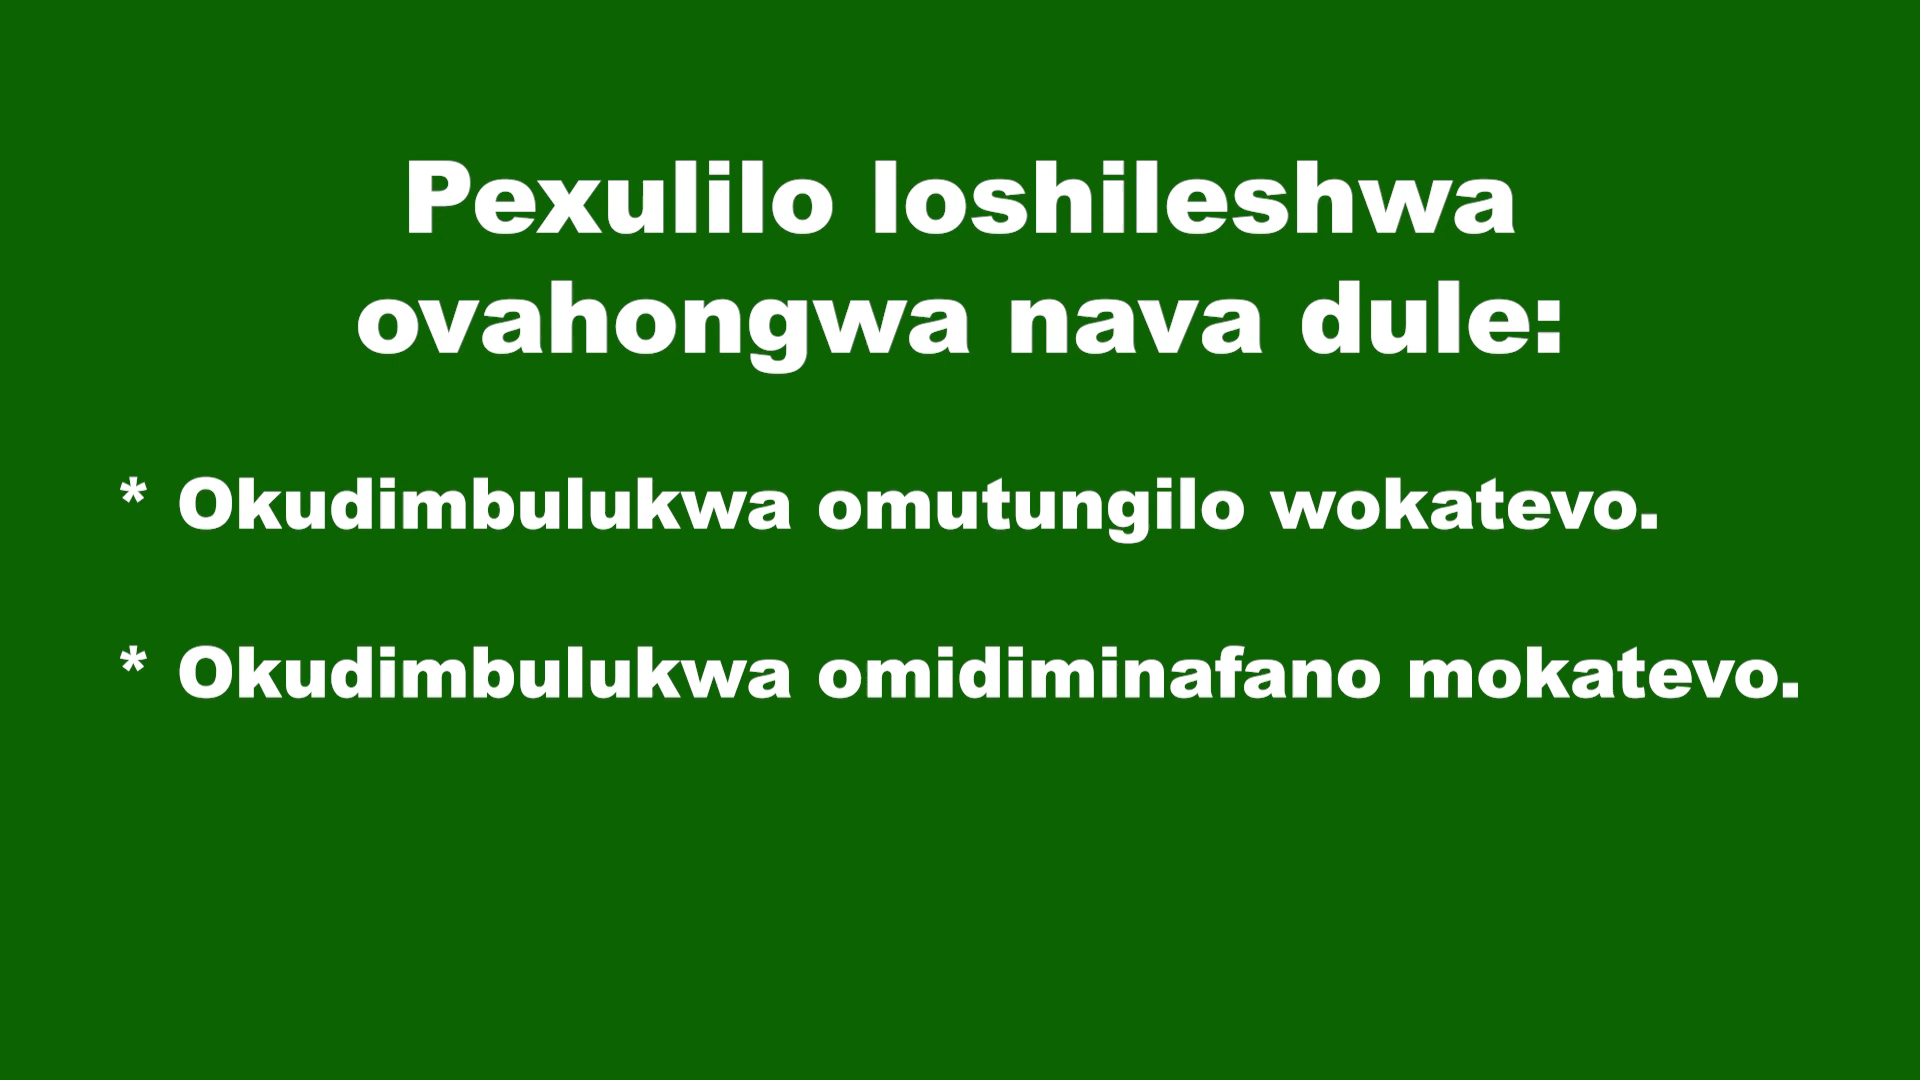 Pexulilo loshileshwa
ovahongwa nava dule:
* Okudimbulukwa omutungilo wokatevo.
* Okudimbulukwa omidiminafano mokatevo.